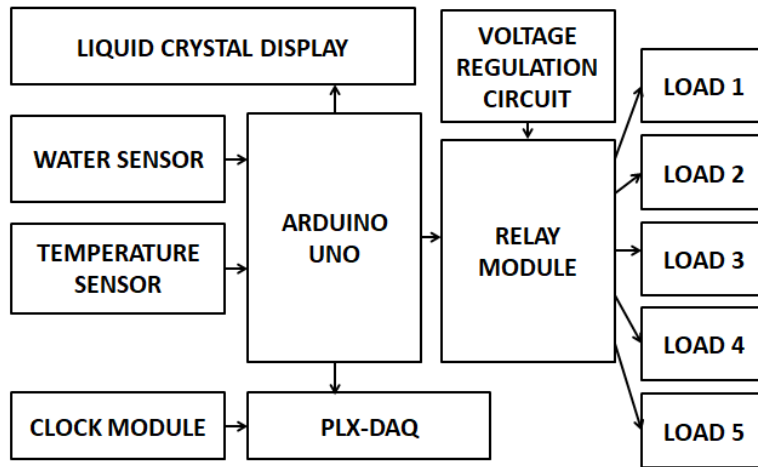 LIQUID CRYSTAL DISPLAY
VOLTAGE
REGULATION
CIRCUIT
LOAD 1
WATER SENSOR
LOAD 2
ARDUINO
UNO
RELAY
MODULE
TEMPERATURE
SENSOR
LOAD 3
LOAD 4
CLOCK MODULE
PLX-DAQ
LOAD 5